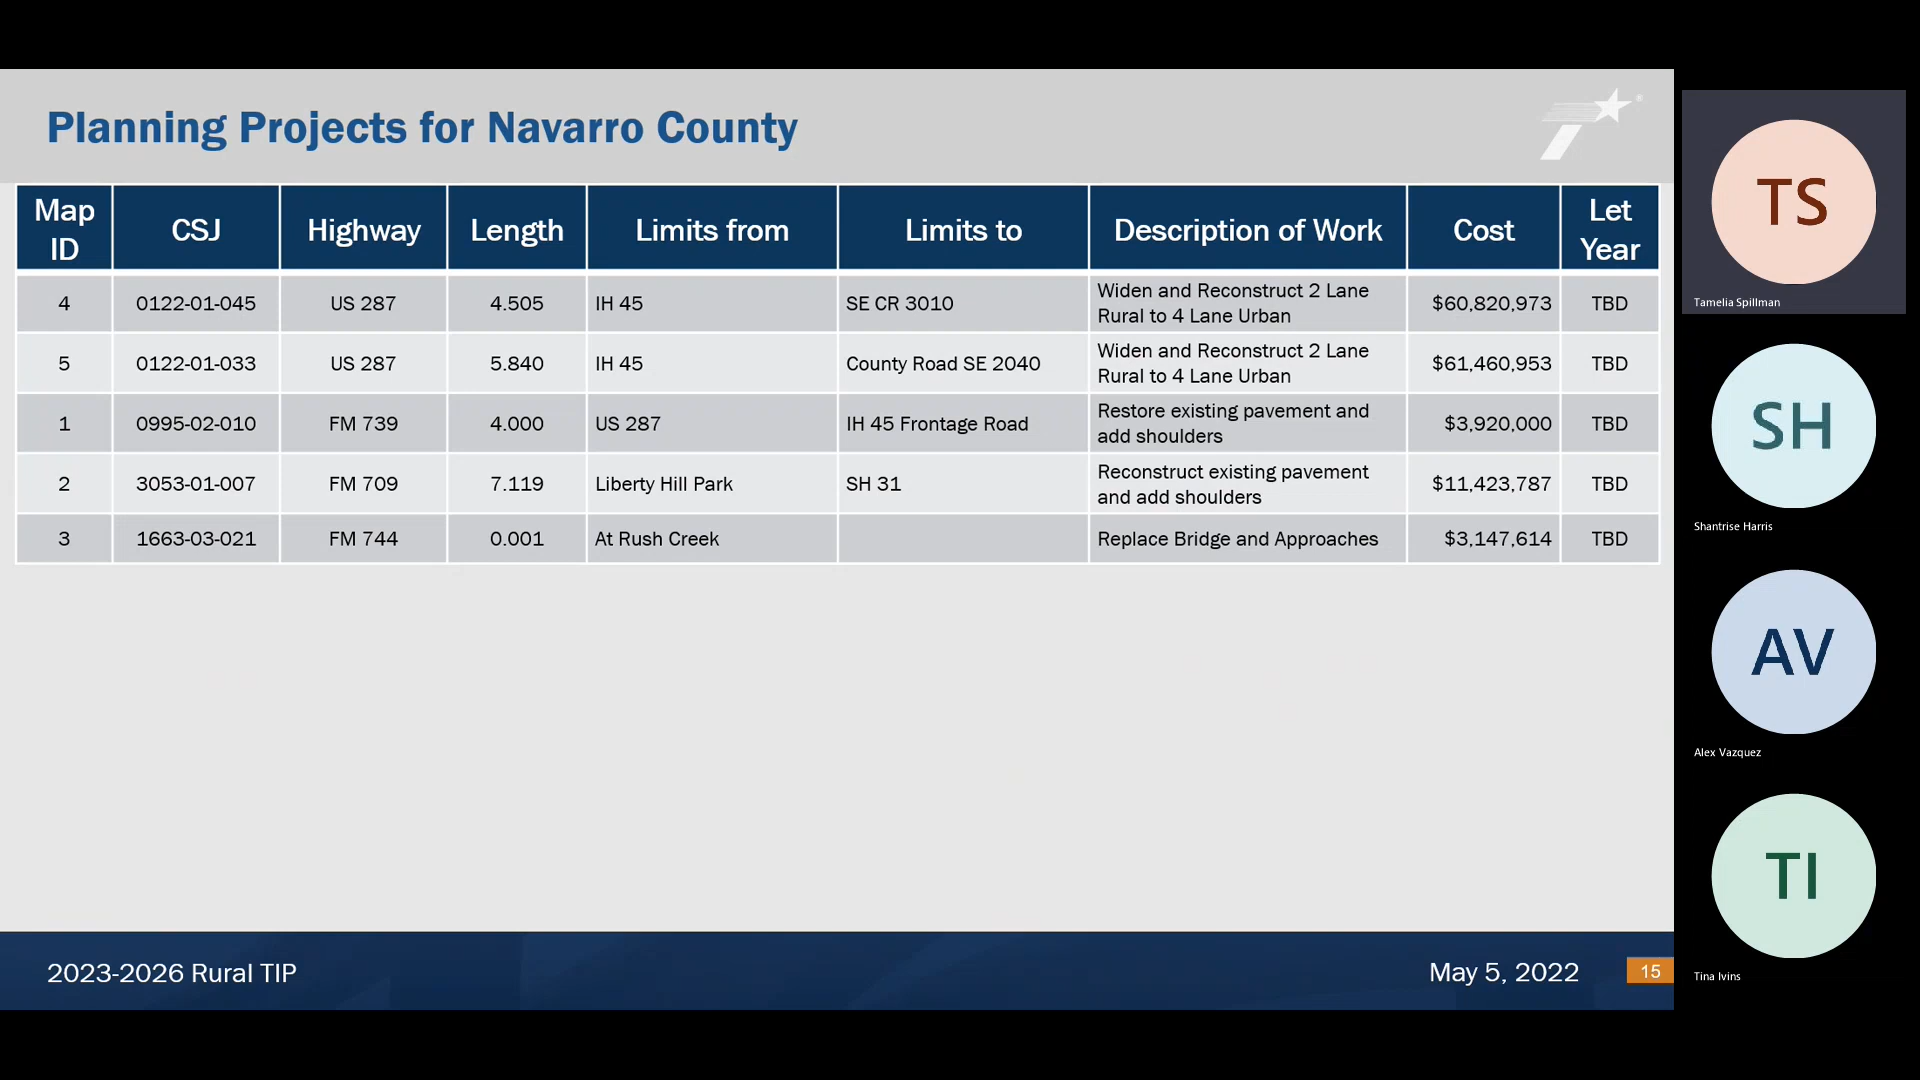 Planning Projects for Navarro County
Map ID CSJ Highway Length Limits from Limits to Description of Work Cost Let Year
4 0122-01-045 US 287 4.505 IH 45 SE CR 3010 Widen and Reconstruct 2 Lane Rural to 4 Lane Urban $60,820,973 TBD
5 0122-01-033 US 287 5.840 IH 45 County Road SE 2040 Widen and Reconstruct 2 Lane Rural to 4 Lane Urban $61,460,953 TBD
1 0995-02-010 FM 739 4.000 US 287 IH 45 Frontage Road Restore existing pavement and add shoulders $3,920,000 TBD
2 3053-01-007 FM 709 7.119 Liberty Hill Park SH 31 Reconstruct existing pavement and add shoulders $11,423,787 TBD
3 1663-03-021 FM 744 0.001 At Rush Creek Replace Bridge and Approaches $3,147,614 TBD
2023-2026 Rural TIP May 5, 2022 15
TS
Tamelia Spillman
SH
Shantrise Harris
AV
Alex Vazquez
TI
Tina Ivins